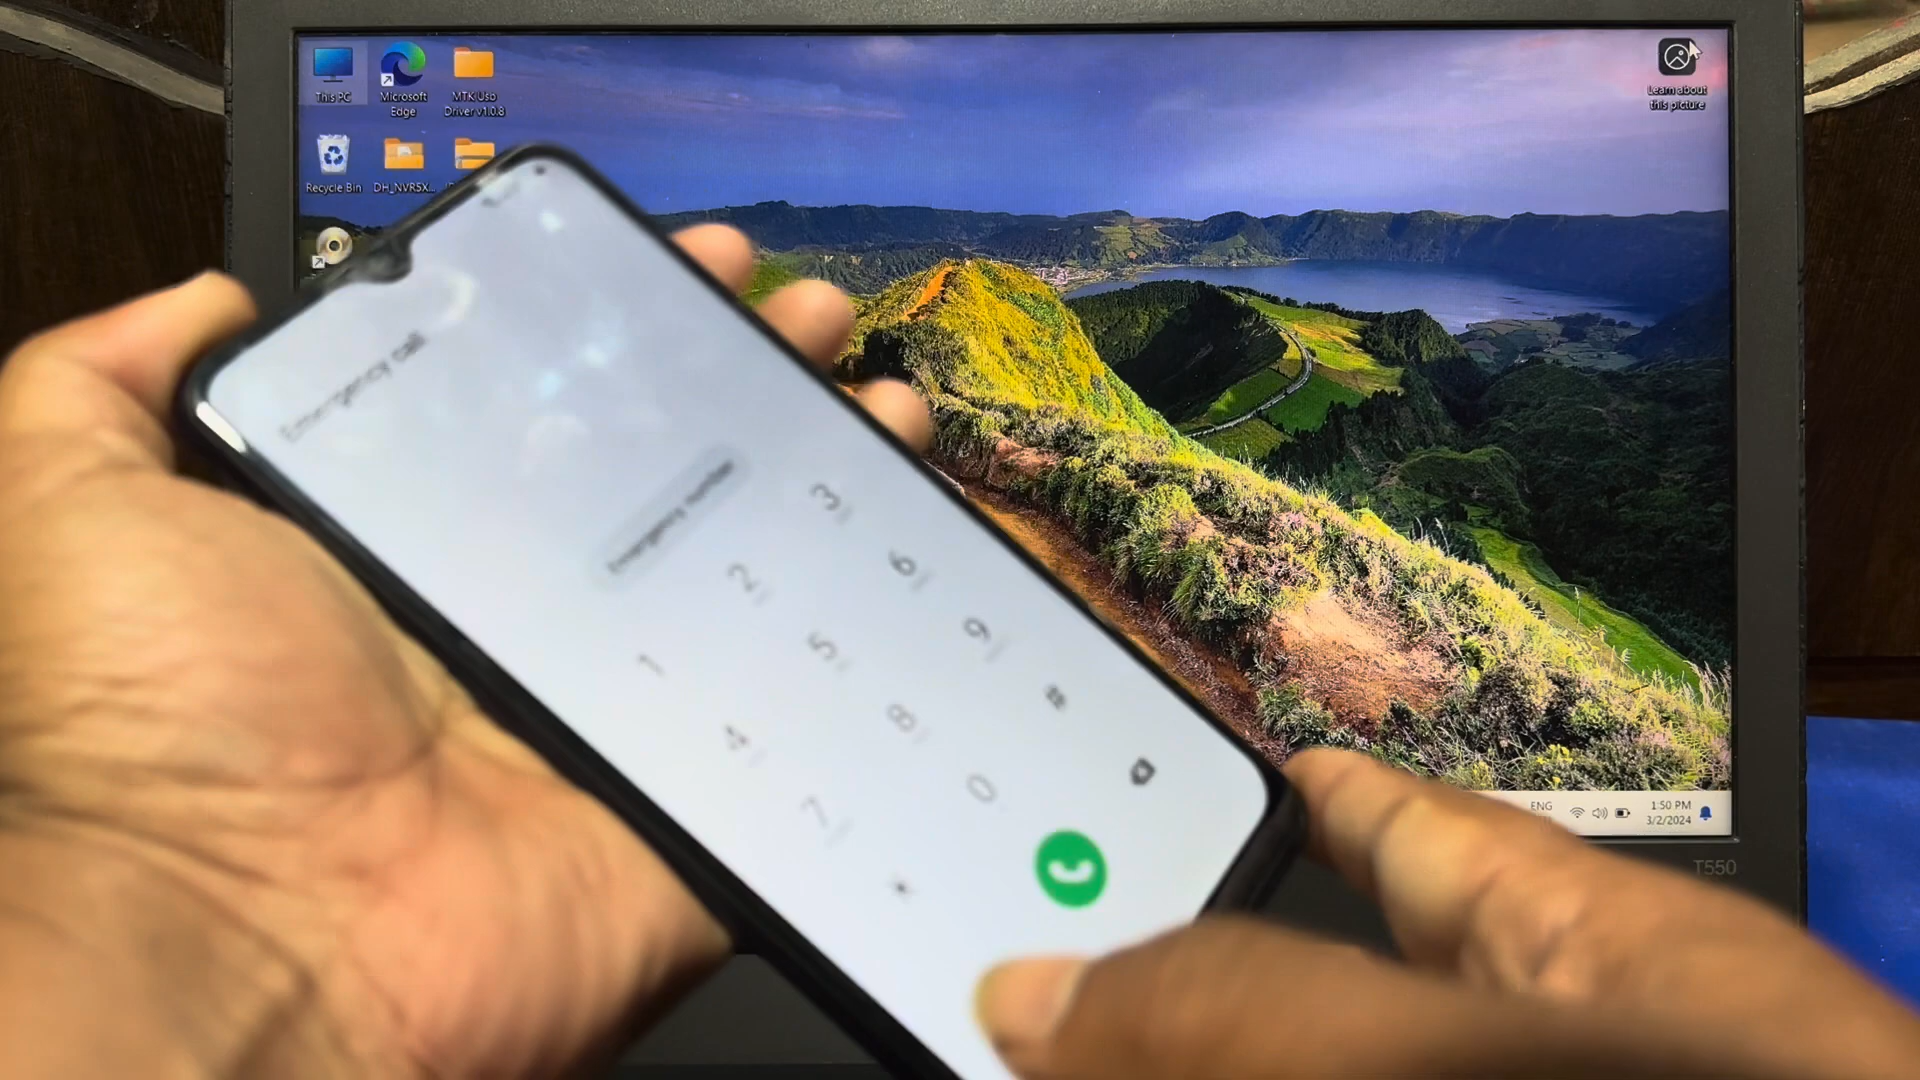 This PC
Microsoft
Edge
MTK Usb
Driver v1.0.8
Learn about
this picture
Recycle Bin
DH_NVR5X...
Emergency call
Emergency number
1
2
3
4
5
6
7
8
9
*
0
#
ENG
1:50 PM
3/2/2024
T550